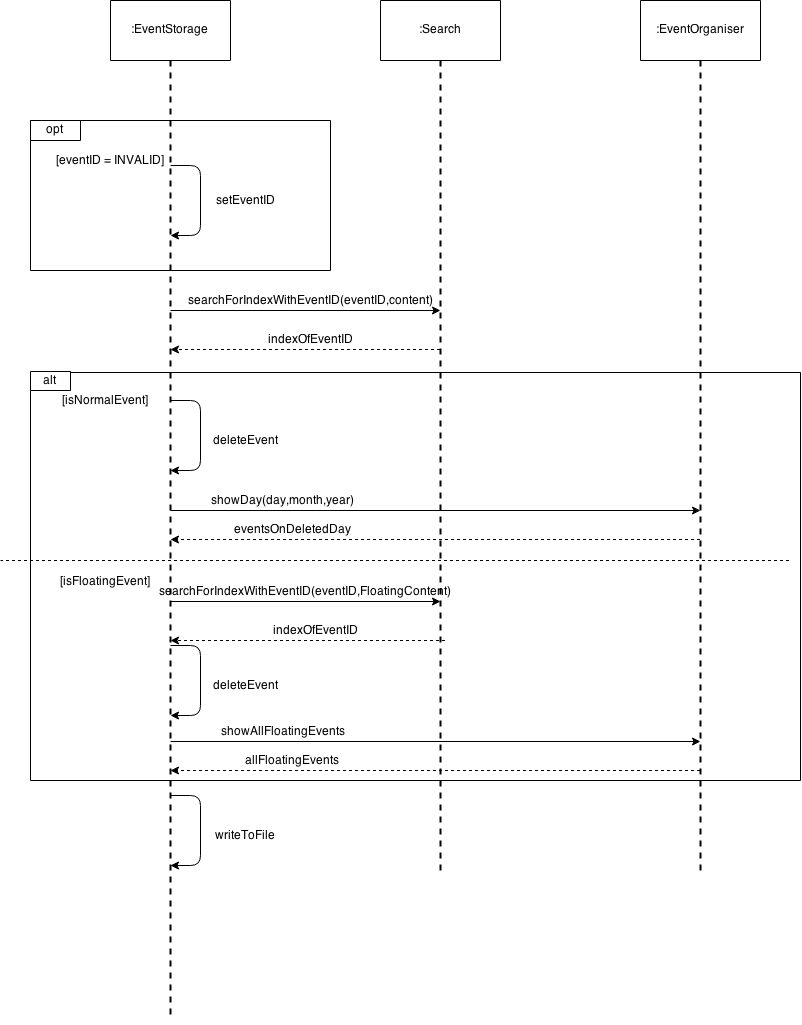 :EventStorage
:Search
:EventOrganiser
opt
[eventID = INVALID]
setEventID
searchForIndexWithEventID(eventID,content)
indexOfEventID
alt
[isNormalEvent]
deleteEvent
showDay(day,month,year)
eventsOnDeletedDay
[isFloatingEvent]
searchForIndexWithEventID(eventID,FloatingContent)
indexOfEventID
deleteEvent
showAllFloatingEvents
allFloatingEvents
writeToFile